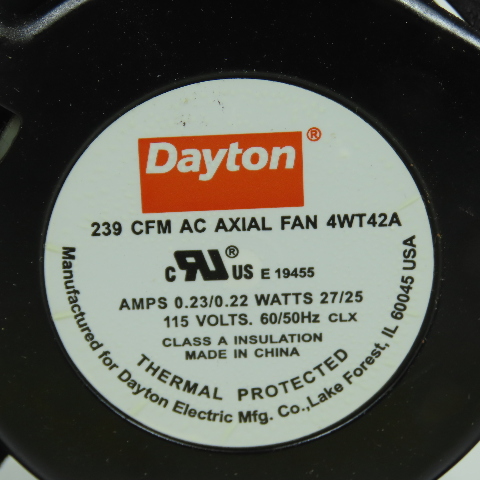 Dayton®
239 CFM AC AXIAL FAN 4WT42A
c RU® US E 19455
AMPS 0.23/0.22 WATTS 27/25
115 VOLTS. 60/50Hz CLX
CLASS A INSULATION
MADE IN CHINA
THERMAL PROTECTED
Manufactured for Dayton Electric Mfg. Co.,Lake Forest, IL 60045 USA